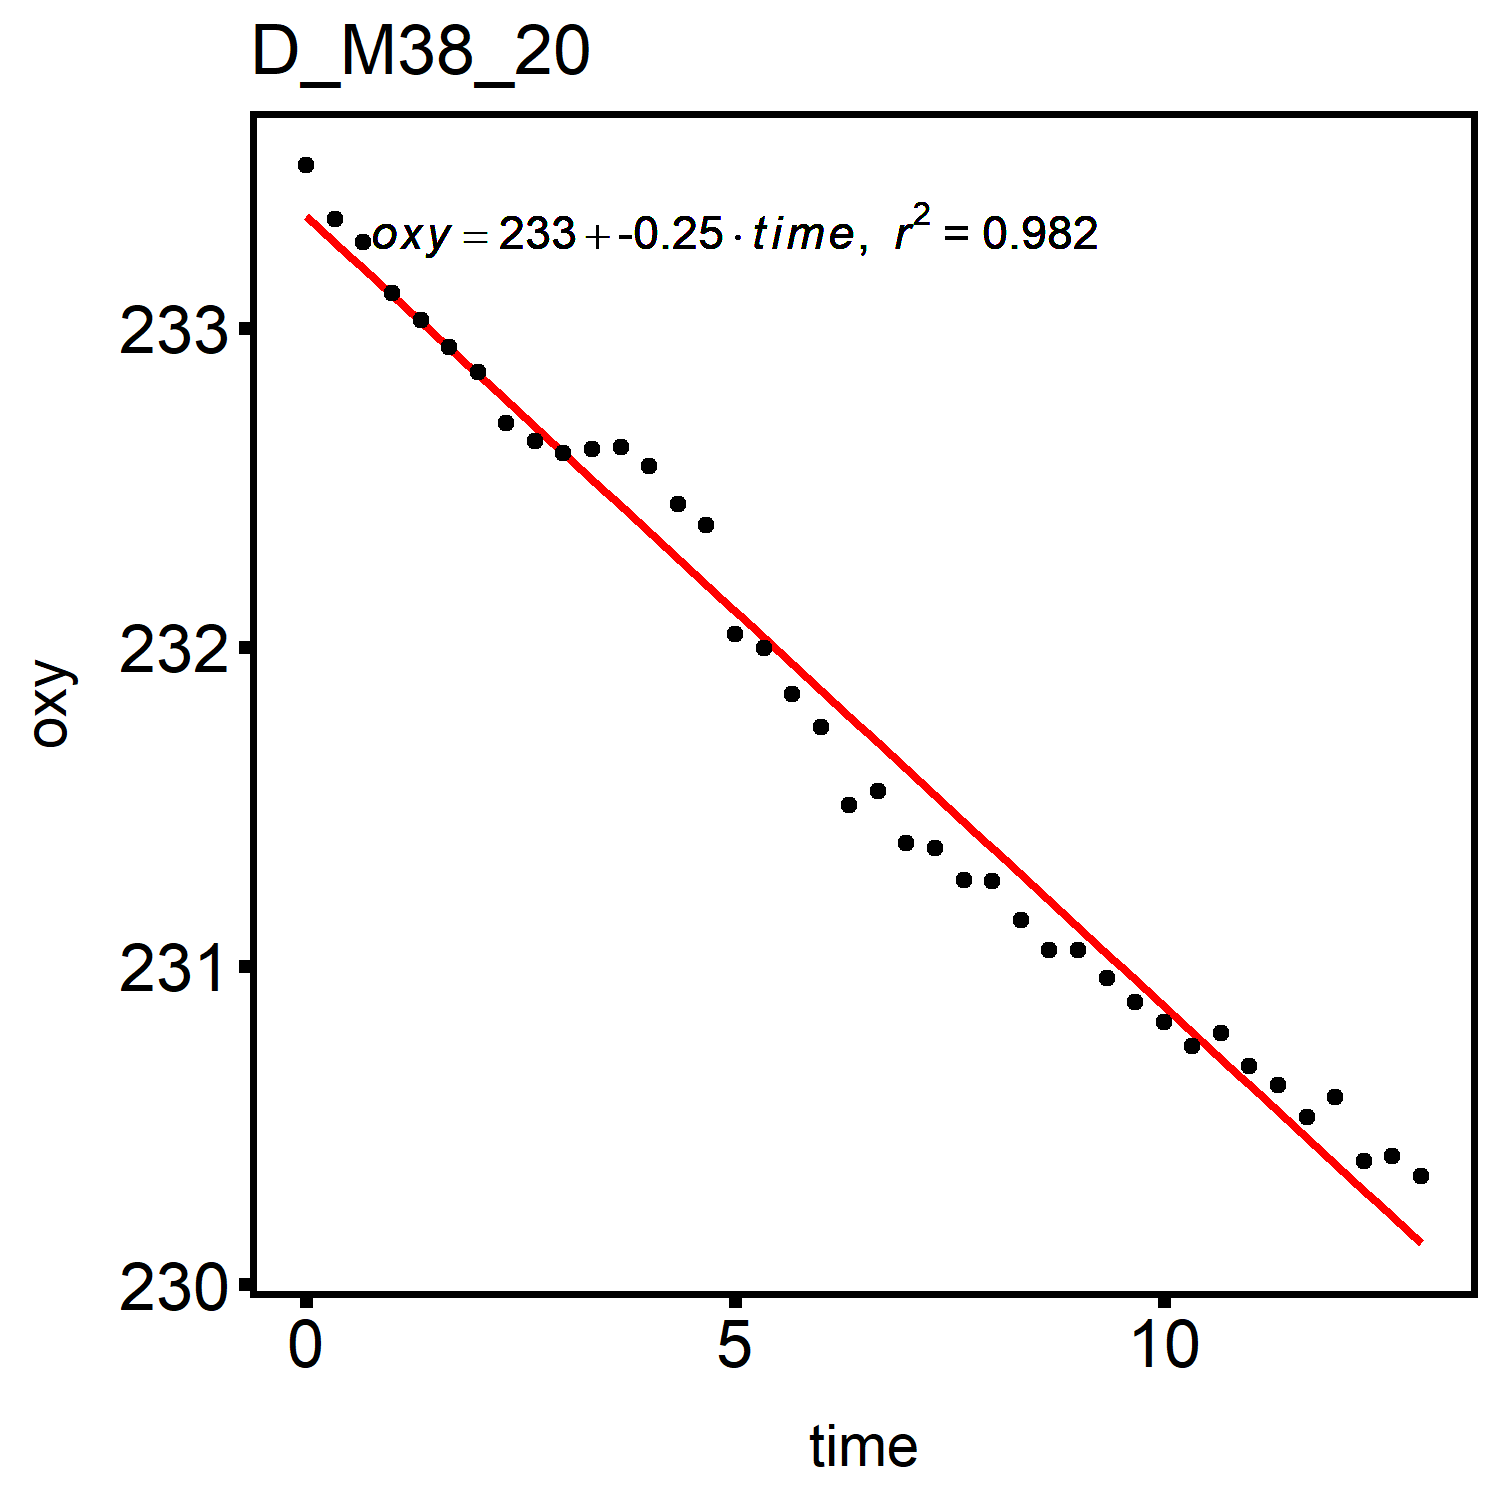 D_M38_20
oxy = 233 + -0.25 · time, r² = 0.982
233
232
231
230
oxy
0 5 10
time